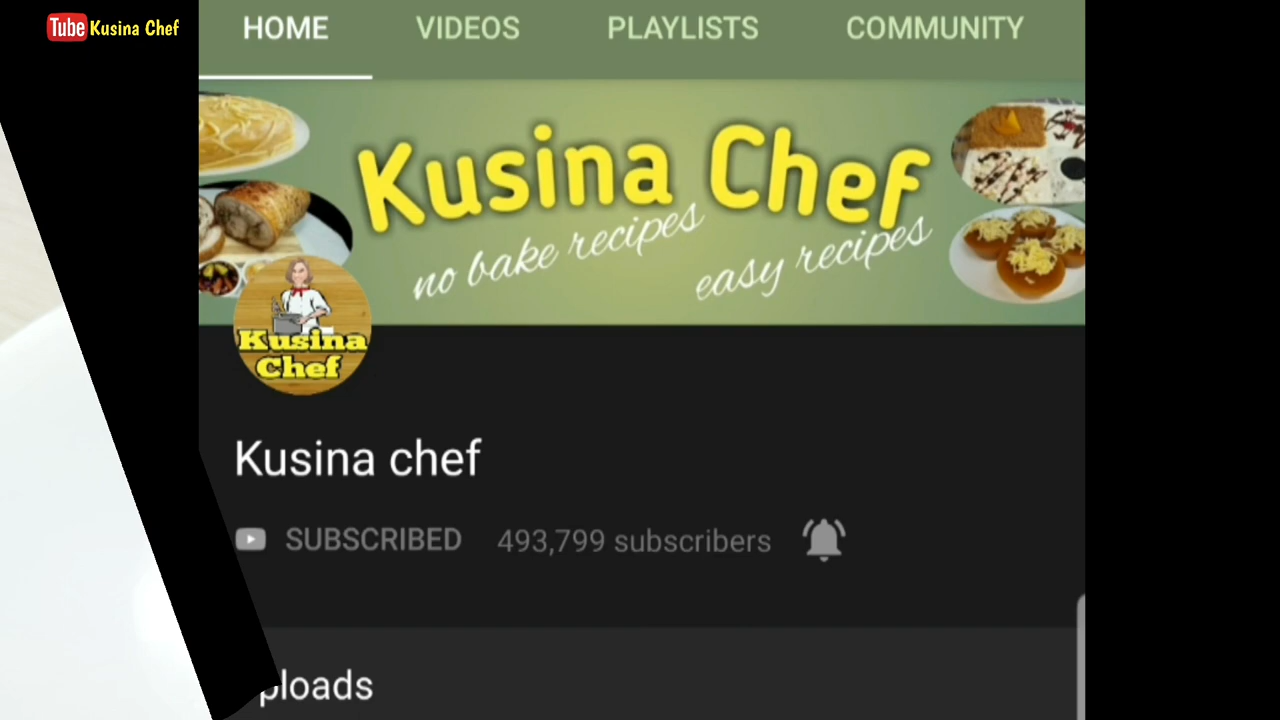 Tube Kusina Chef
HOME VIDEOS PLAYLISTS COMMUNITY
Kusina Chef
no bake recipes
easy recipes
Kusina
Chef
Kusina chef
SUBSCRIBED 493,799 subscribers
ploads